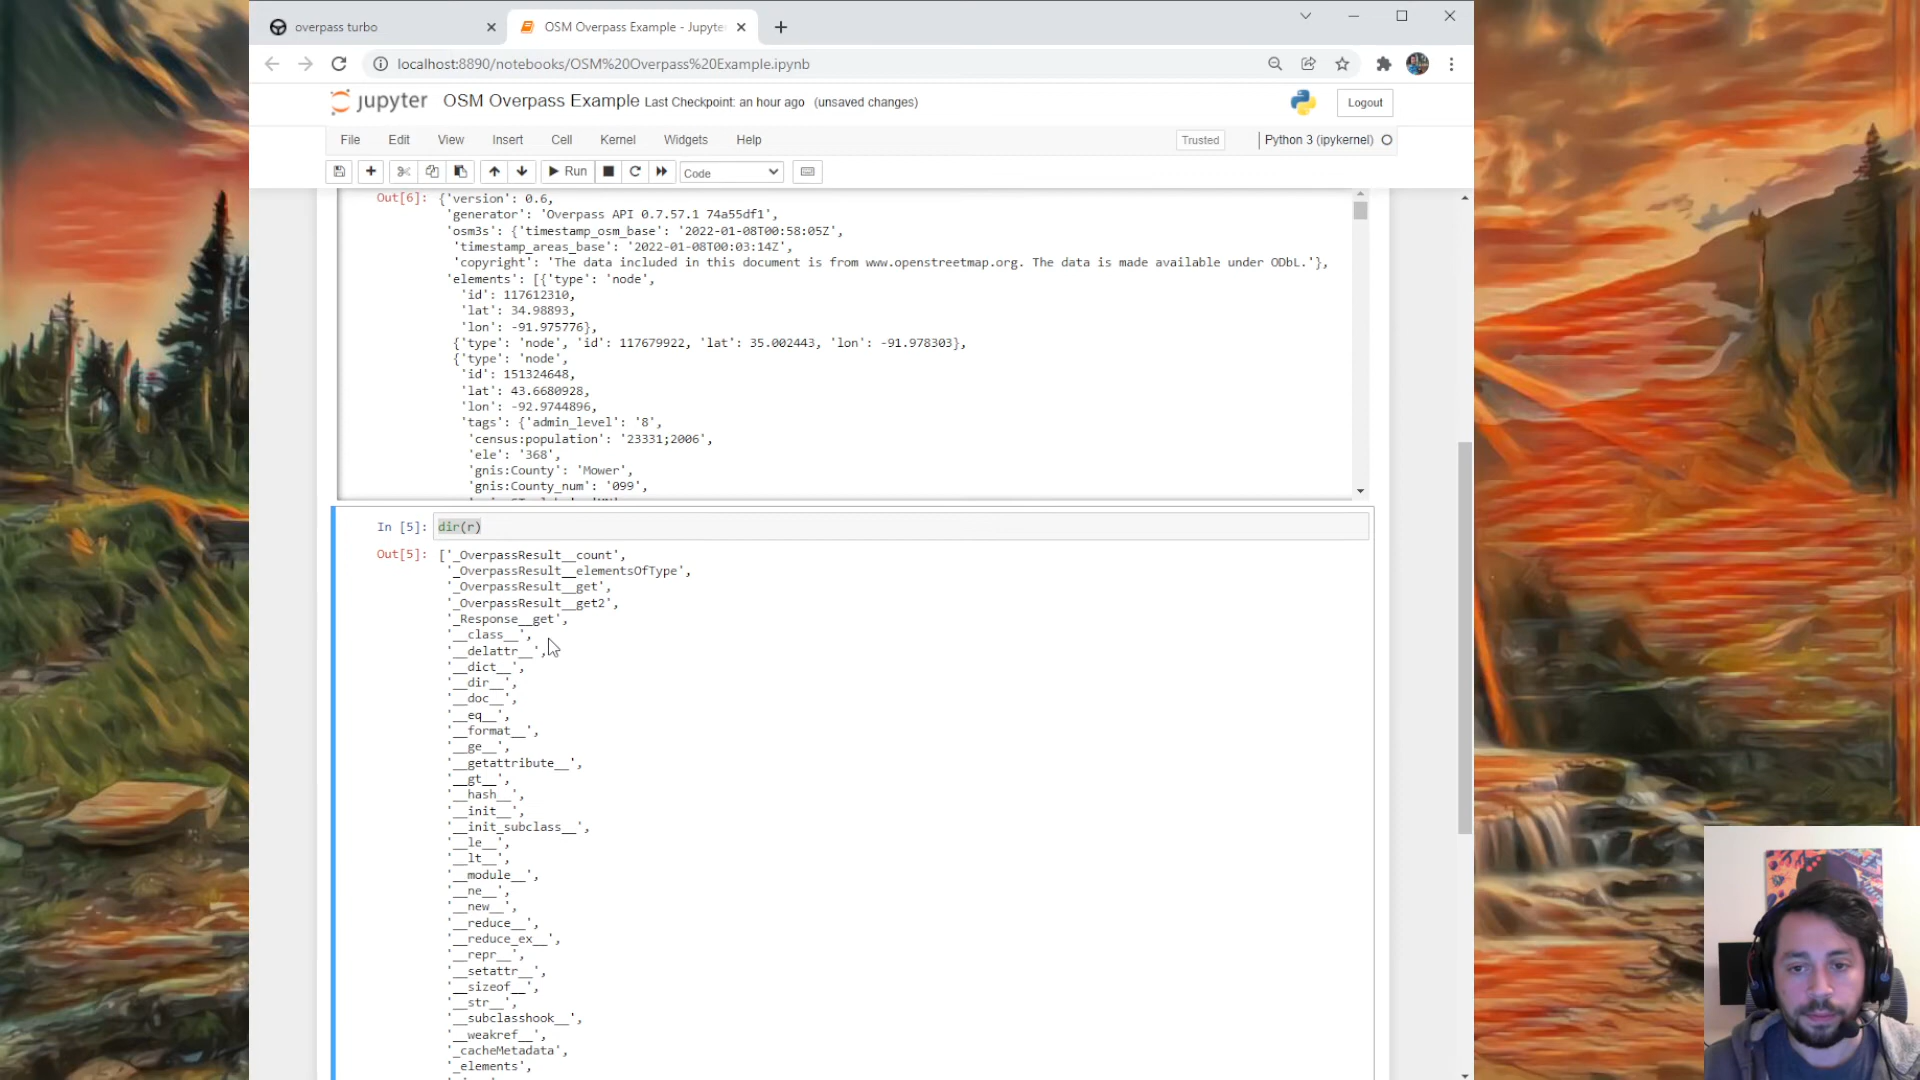 overpass turbo
OSM Overpass Example - Jupyte
localhost:8890/notebooks/OSM%20Overpass%20Example.ipynb
jupyter OSM Overpass Example Last Checkpoint: an hour ago (unsaved changes)
Logout
File Edit View Insert Cell Kernel Widgets Help
Trusted
Python 3 (ipykernel)
Run
Code
Out[6]: {'version': 0.6,
'generator': 'Overpass API 0.7.57.1 74a55df1',
'osm3s': {'timestamp_osm_base': '2022-01-08T00:58:05Z',
'timestamp_areas_base': '2022-01-08T00:03:14Z',
'copyright': 'The data included in this document is from www.openstreetmap.org. The data is made available under ODbL.'},
'elements': [{'type': 'node',
'id': 117612310,
'lat': 34.98893,
'lon': -91.975776},
{'type': 'node', 'id': 117679922, 'lat': 35.002443, 'lon': -91.978303},
{'type': 'node',
'id': 151324648,
'lat': 43.6680928,
'lon': -92.9744896,
'tags': {'admin_level': '8',
'census:population': '23331;2006',
'ele': '368',
'gnis:County': 'Mower',
'gnis:County_num': '099',
In [5]: dir(r)
Out[5]: ['_OverpassResult__count',
'_OverpassResult__elementsOfType',
'_OverpassResult__get',
'_OverpassResult__get2',
'_Response__get',
'__class__',
'__delattr__',
'__dict__',
'__dir__',
'__doc__',
'__eq__',
'__format__',
'__ge__',
'__getattribute__',
'__gt__',
'__hash__',
'__init__',
'__init_subclass__',
'__le__',
'__lt__',
'__module__',
'__ne__',
'__new__',
'__reduce__',
'__reduce_ex__',
'__repr__',
'__setattr__',
'__sizeof__',
'__str__',
'__subclasshook__',
'__weakref__',
'_cacheMetadata',
'_elements',